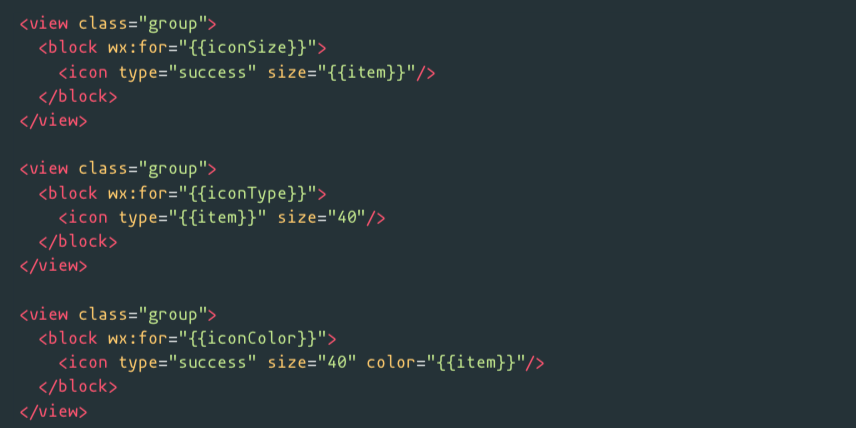 <view class="group">
<block wx:for="{{iconSize}}">
<icon type="success" size="{{item}}"/>
</block>
</view>
<view class="group">
<block wx:for="{{iconType}}">
<icon type="{{item}}" size="40"/>
</block>
</view>
<view class="group">
<block wx:for="{{iconColor}}">
<icon type="success" size="40" color="{{item}}"/>
</block>
</view>